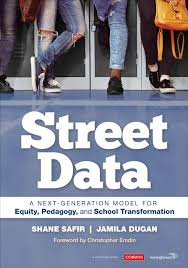 Street
Data
A NEXT-GENERATION MODEL FOR
Equity, Pedagogy, and School Transformation
SHANE SAFIR | JAMILA DUGAN
Foreword by Christopher Emdin
CORWIN